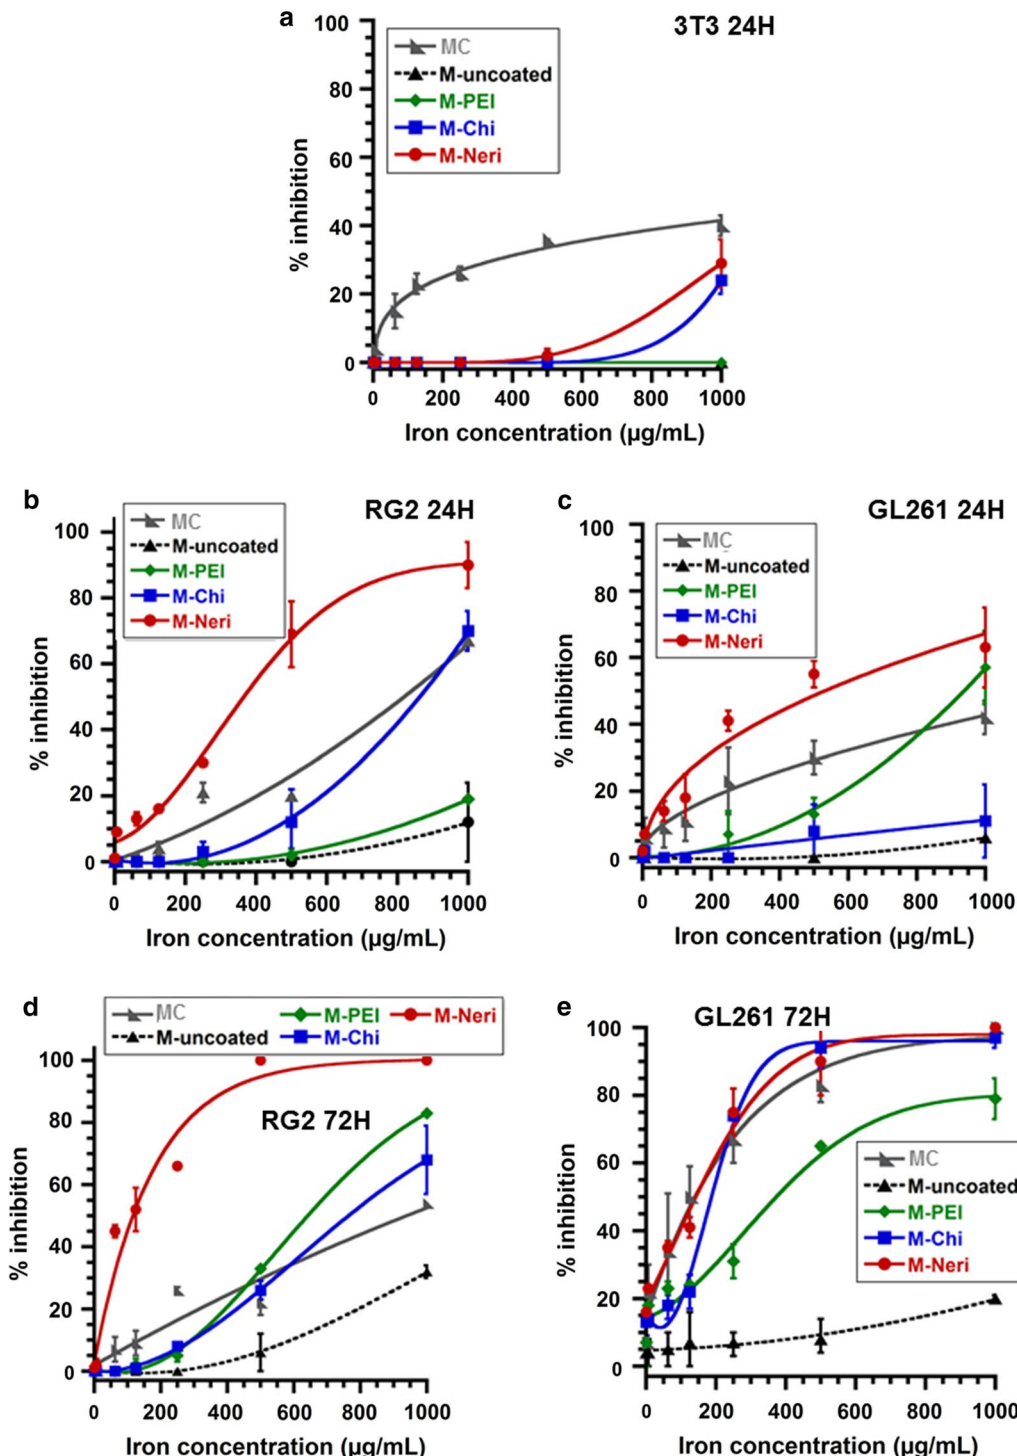 a
3T3 24H
MC
M-uncoated
M-PEI
M-Chi
M-Neri
100
80
60
40
20
0
% inhibition
0 200 400 600 800 1000
Iron concentration (µg/mL)
b
RG2 24H
MC
M-uncoated
M-PEI
M-Chi
M-Neri
100
80
60
40
20
0
% inhibition
0 200 400 600 800 1000
Iron concentration (µg/mL)
c
GL261 24H
MC
M-uncoated
M-PEI
M-Chi
M-Neri
100
80
60
40
20
0
% inhibition
0 200 400 600 800 1000
Iron concentration (µg/mL)
d
MC M-PEI M-Neri
M-uncoated M-Chi
RG2 72H
100
80
60
40
20
0
% inhibition
0 200 400 600 800 1000
Iron concentration (µg/mL)
e
GL261 72H
100
80
60
40
20
0
% inhibition
MC
M-uncoated
M-PEI
M-Chi
M-Neri
0 200 400 600 800 1000
Iron concentration (µg/mL)